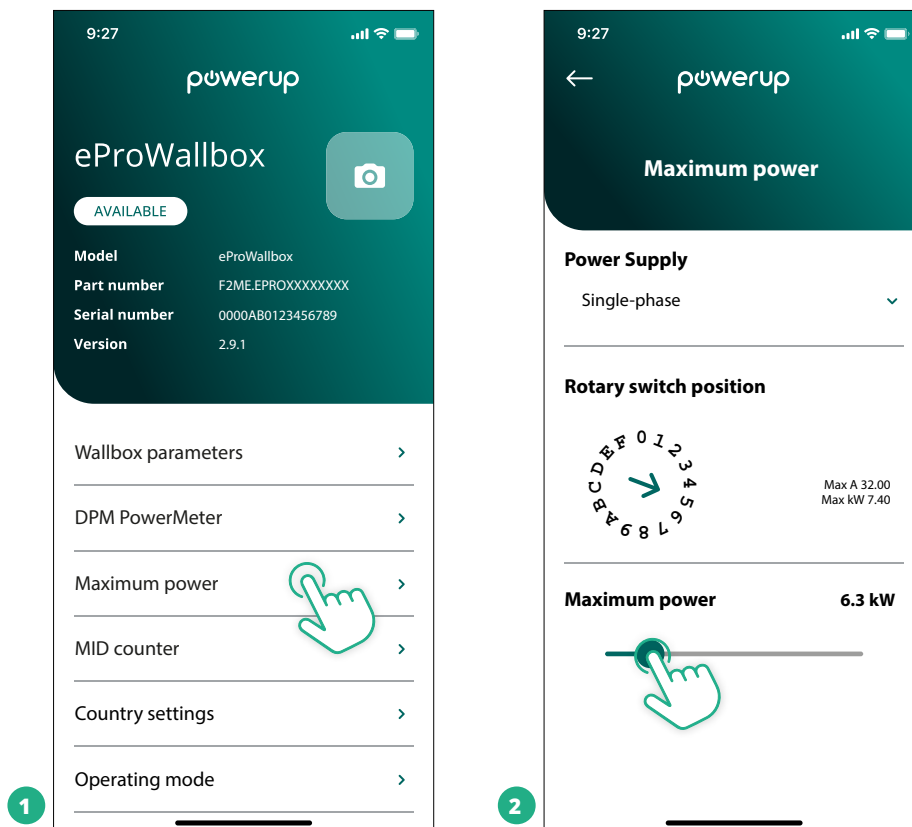 9:27
powerup
eProWallbox
AVAILABLE
Model eProWallbox
Part number F2ME.EPROXXXXXXXX
Serial number 0000AB0123456789
Version 2.9.1
Wallbox parameters
DPM PowerMeter
Maximum power
MID counter
Country settings
Operating mode
1
9:27
powerup
Maximum power
Power Supply
Single-phase
Rotary switch position
0 1 2 3 4 5 6 7 8 9 A B C D E F
Max A 32.00
Max kW 7.40
Maximum power 6.3 kW
2